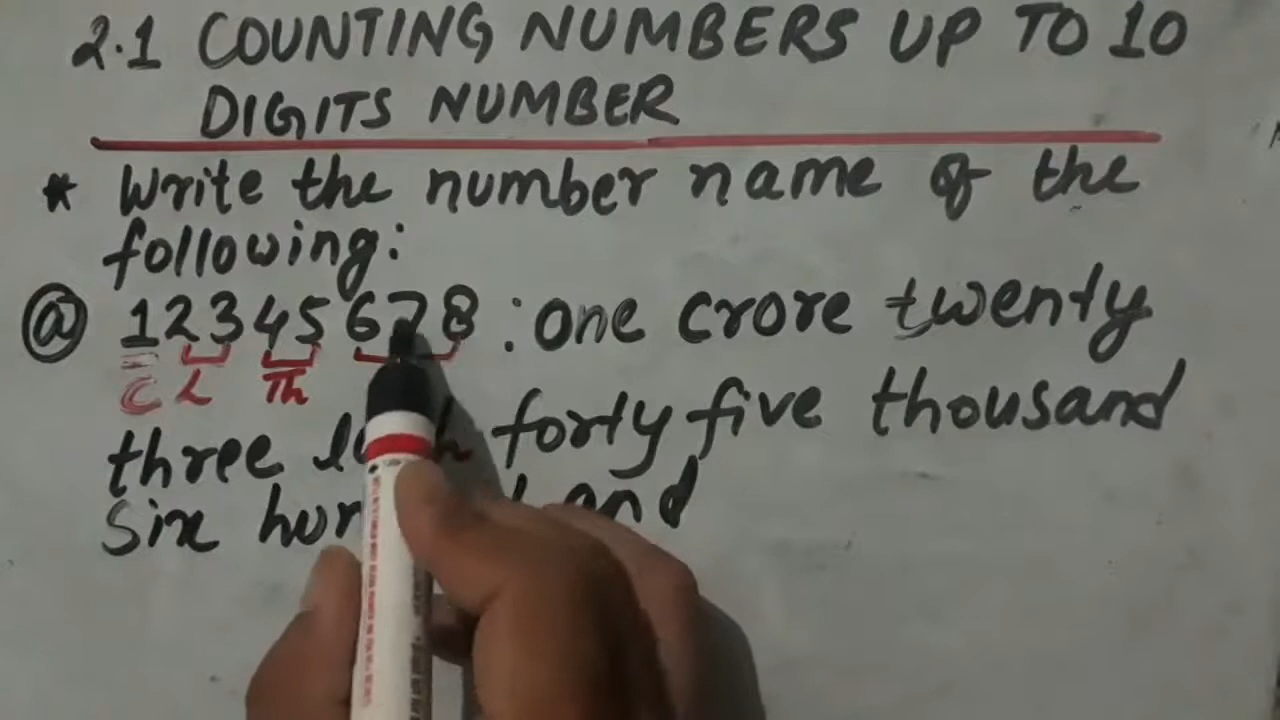 2.1 COUNTING NUMBERS UP TO 10
DIGITS NUMBER
* Write the number name of the
following:
@ 12345678 : one crore twenty
C L Th
three forty five thousand
six and